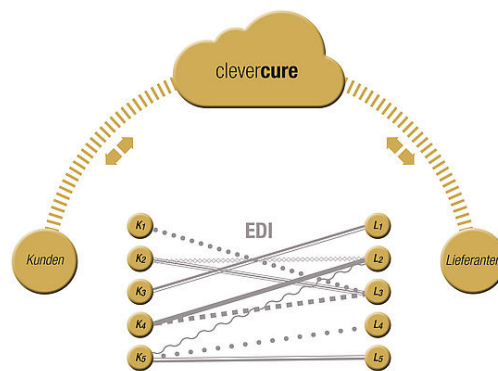 clevercure
EDI
Kunden
Lieferanten
K1
K2
K3
K4
K5
L1
L2
L3
L4
L5